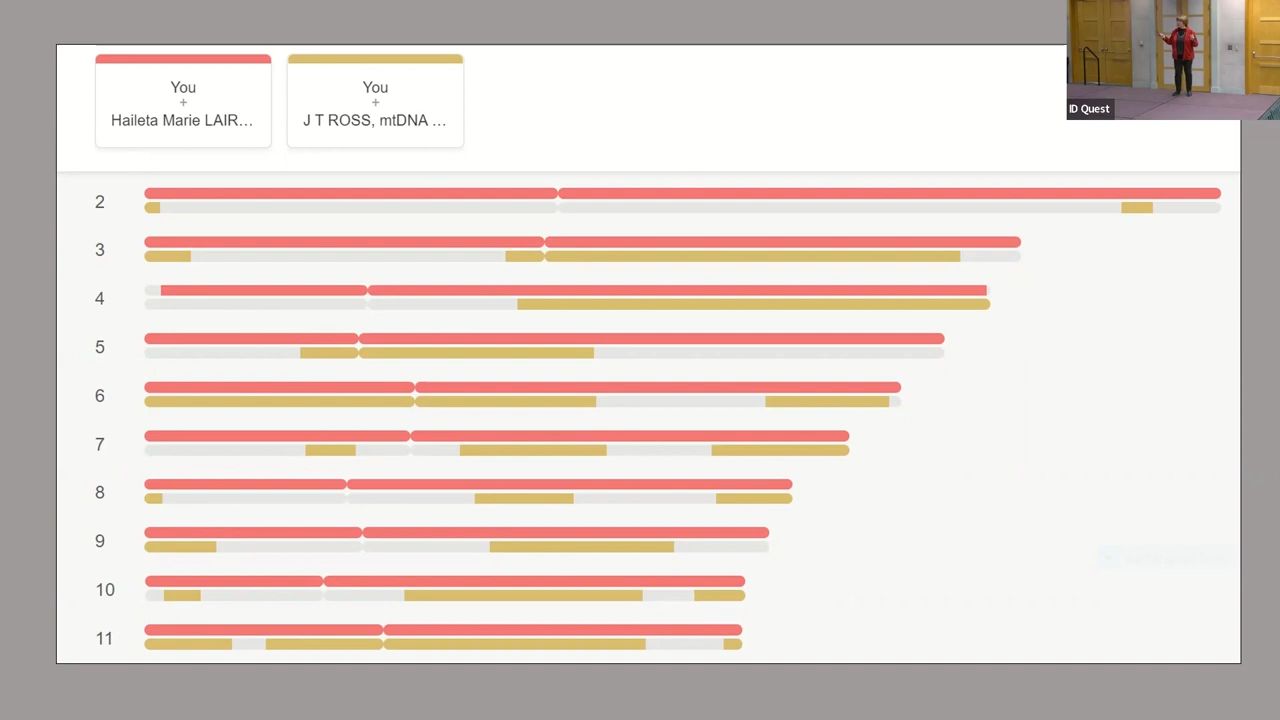 You
+
Haileta Marie LAIR…
You
+
J T ROSS, mtDNA …
ID Quest
2
3
4
5
6
7
8
9
10
11